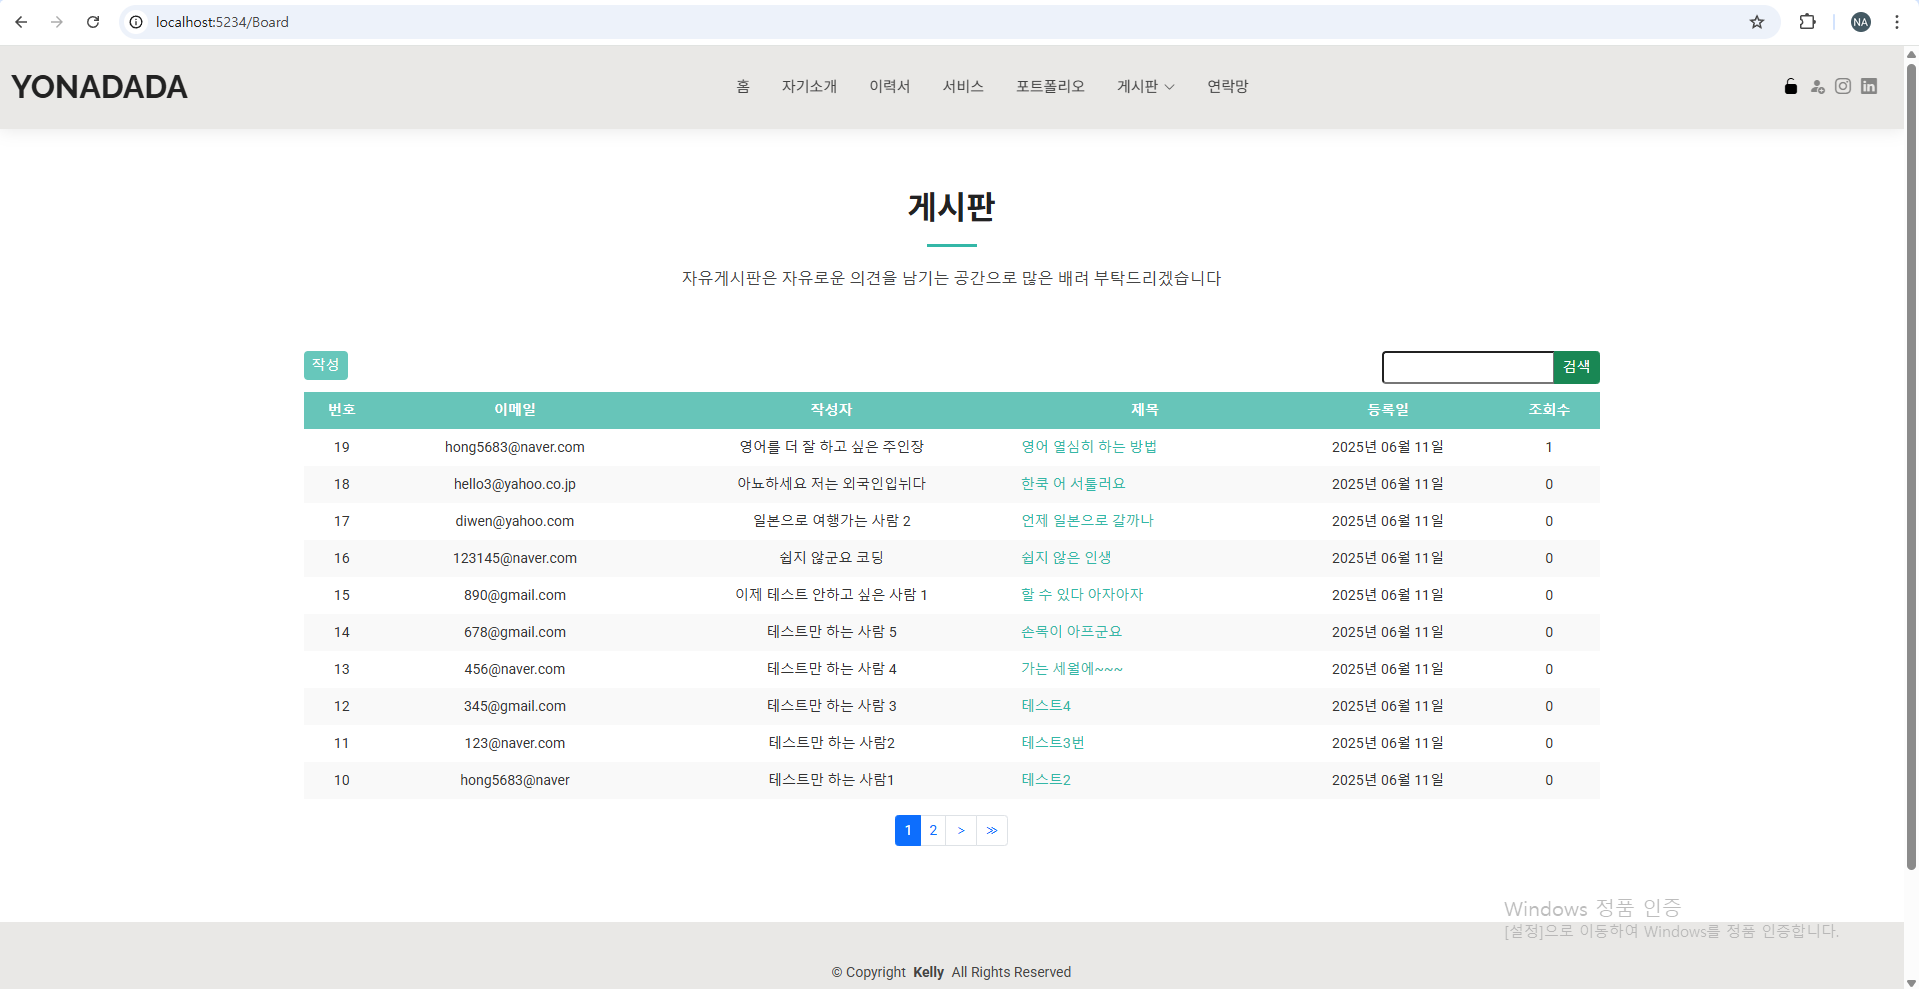 localhost:5234/Board
NA
YONADADA
홈 자기소개 이력서 서비스 포트폴리오 게시판 연락망
게시판
자유게시판은 자유로운 의견을 남기는 공간으로 많은 배려 부탁드리겠습니다
작성 검색
번호 이메일 작성자 제목 등록일 조회수
19 hong5683@naver.com 영어를 더 잘 하고 싶은 주인장 영어 열심히 하는 방법 2025년 06월 11일 1
18 hello3@yahoo.co.jp 아뇨하세요 저는 외국인입뉘다 한쿡 어 서툴러요 2025년 06월 11일 0
17 diwen@yahoo.com 일본으로 여행가는 사람 2 언제 일본으로 갈까나 2025년 06월 11일 0
16 123145@naver.com 쉽지 않군요 코딩 쉽지 않은 인생 2025년 06월 11일 0
15 890@gmail.com 이제 테스트 안하고 싶은 사람 1 할 수 있다 아자아자 2025년 06월 11일 0
14 678@gmail.com 테스트만 하는 사람 5 손목이 아프군요 2025년 06월 11일 0
13 456@naver.com 테스트만 하는 사람 4 가는 세월에~~~ 2025년 06월 11일 0
12 345@gmail.com 테스트만 하는 사람 3 테스트4 2025년 06월 11일 0
11 123@naver.com 테스트만 하는 사람2 테스트3번 2025년 06월 11일 0
10 hong5683@naver 테스트만 하는 사람1 테스트2 2025년 06월 11일 0
1 2 > ≫
Windows 정품 인증
[설정]으로 이동하여 Windows를 정품 인증합니다.
© Copyright Kelly All Rights Reserved